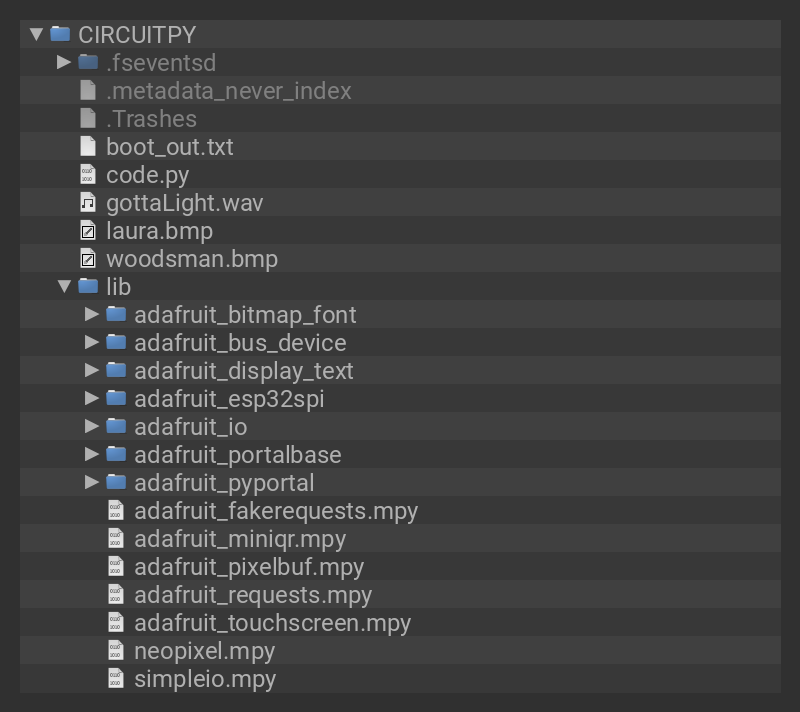 CIRCUITPY
.fseventsd
.metadata_never_index
.Trashes
boot_out.txt
code.py
gottaLight.wav
laura.bmp
woodsman.bmp
lib
adafruit_bitmap_font
adafruit_bus_device
adafruit_display_text
adafruit_esp32spi
adafruit_io
adafruit_portalbase
adafruit_pyportal
adafruit_fakerequests.mpy
adafruit_miniqr.mpy
adafruit_pixelbuf.mpy
adafruit_requests.mpy
adafruit_touchscreen.mpy
neopixel.mpy
simpleio.mpy